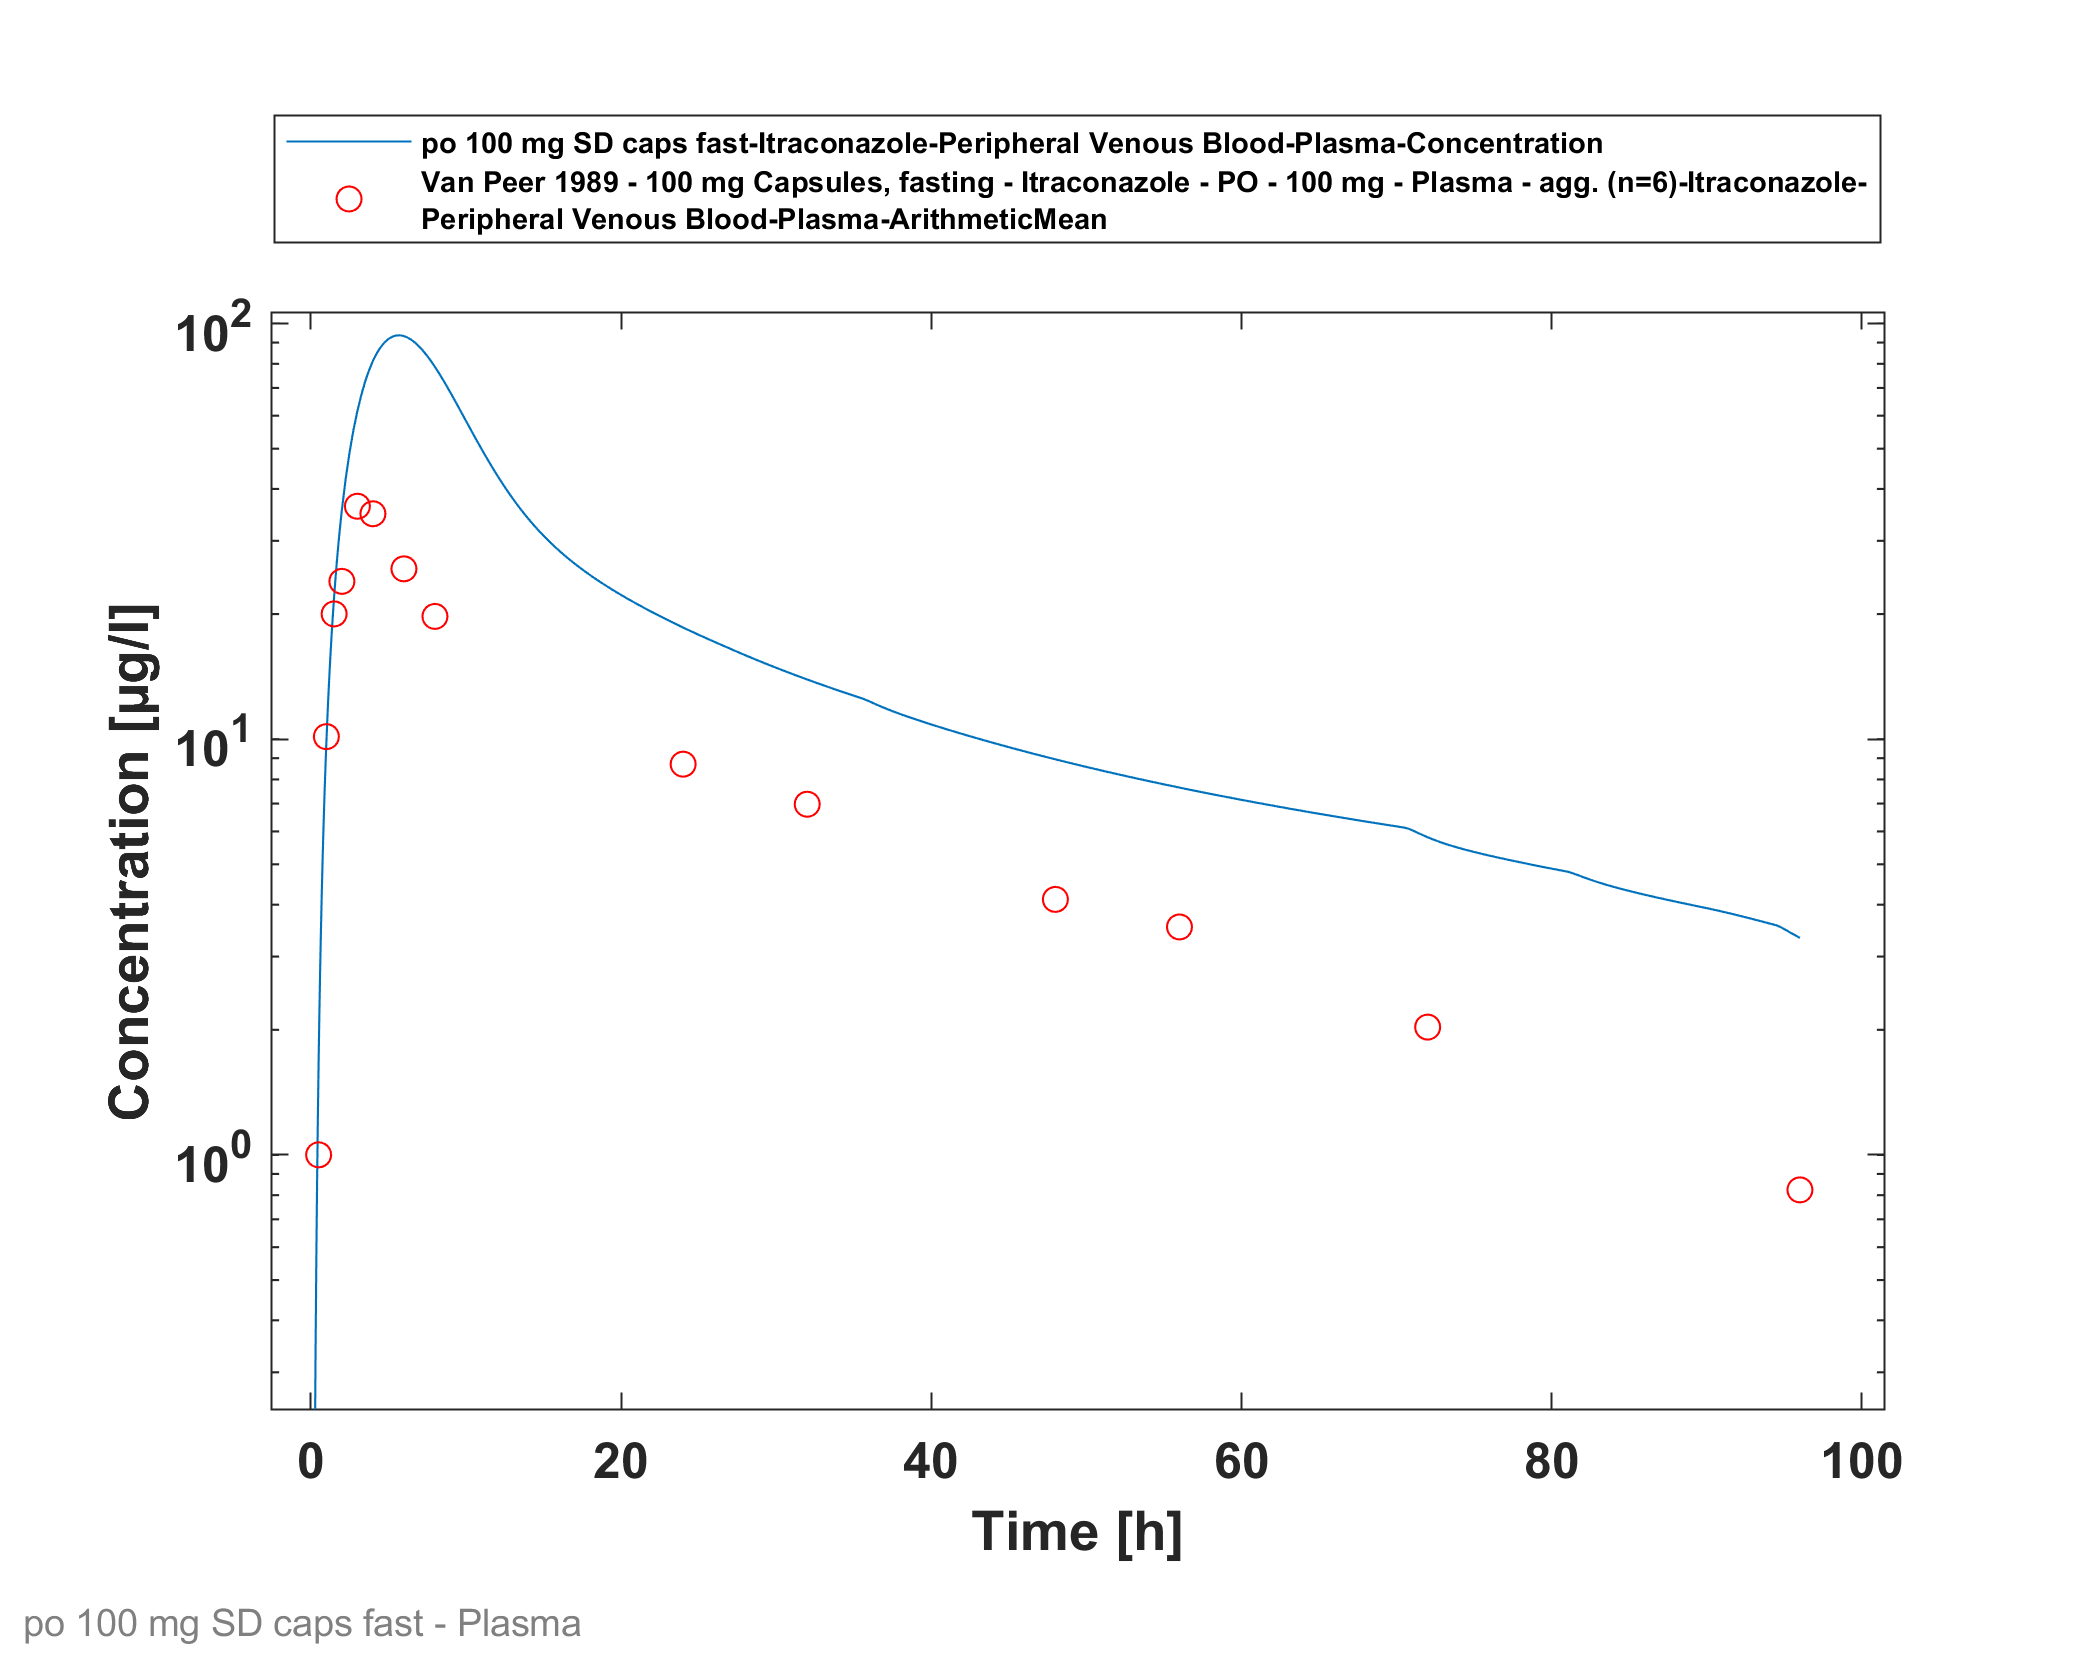 po 100 mg SD caps fast-Itraconazole-Peripheral Venous Blood-Plasma-Concentration
Van Peer 1989 - 100 mg Capsules, fasting - Itraconazole - PO - 100 mg - Plasma - agg. (n=6)-Itraconazole-
Peripheral Venous Blood-Plasma-ArithmeticMean
10^2
10^1
10^0
Concentration [µg/l]
0 20 40 60 80 100
Time [h]
po 100 mg SD caps fast - Plasma